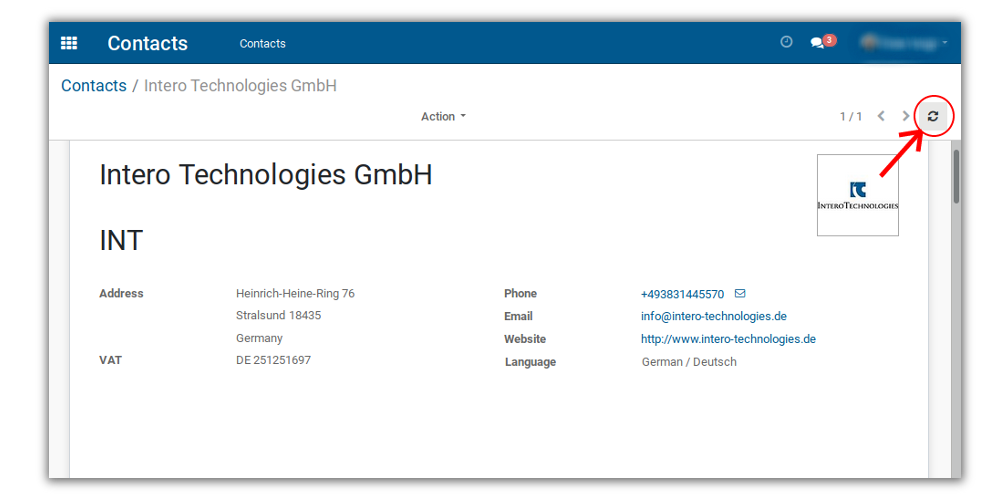 Contacts Contacts 3
Contacts / Intero Technologies GmbH
Action 1 / 1
Intero Technologies GmbH
INTEROTECHNOLOGIES
INT
Address Heinrich-Heine-Ring 76 Phone +493831445570
Stralsund 18435 Email info@intero-technologies.de
Germany Website http://www.intero-technologies.de
VAT DE 251251697 Language German / Deutsch